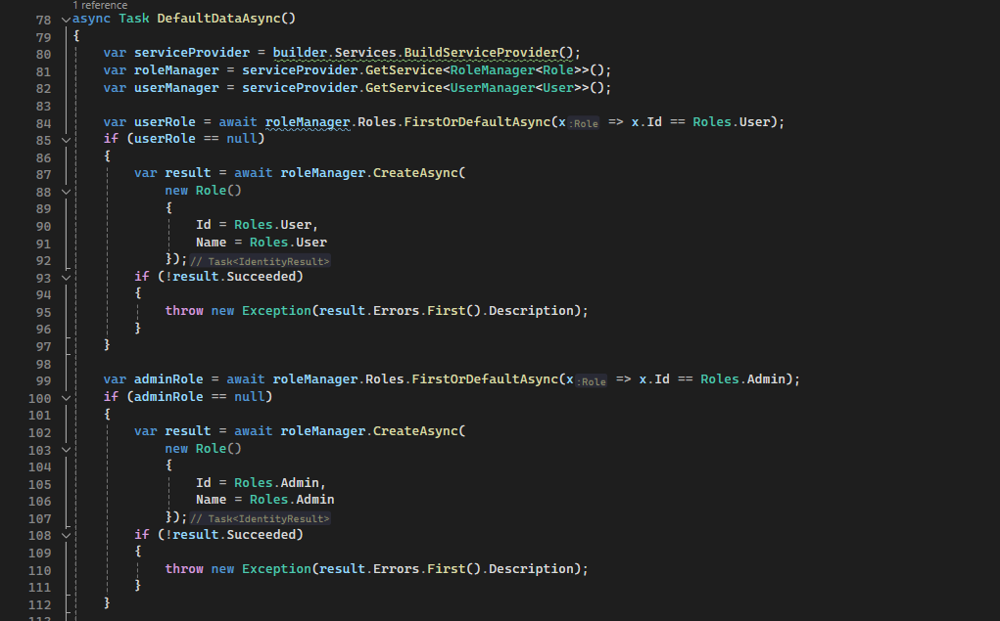 1 reference
78 async Task DefaultDataAsync()
79 {
80 var serviceProvider = builder.Services.BuildServiceProvider();
81 var roleManager = serviceProvider.GetService<RoleManager<Role>>();
82 var userManager = serviceProvider.GetService<UserManager<User>>();
83
84 var userRole = await roleManager.Roles.FirstOrDefaultAsync(x :Role => x.Id == Roles.User);
85 if (userRole == null)
86 {
87 var result = await roleManager.CreateAsync(
88 new Role()
89 {
90 Id = Roles.User,
91 Name = Roles.User
92 }); // Task<IdentityResult>
93 if (!result.Succeeded)
94 {
95 throw new Exception(result.Errors.First().Description);
96 }
97 }
98
99 var adminRole = await roleManager.Roles.FirstOrDefaultAsync(x :Role => x.Id == Roles.Admin);
100 if (adminRole == null)
101 {
102 var result = await roleManager.CreateAsync(
103 new Role()
104 {
105 Id = Roles.Admin,
106 Name = Roles.Admin
107 }); // Task<IdentityResult>
108 if (!result.Succeeded)
109 {
110 throw new Exception(result.Errors.First().Description);
111 }
112 }